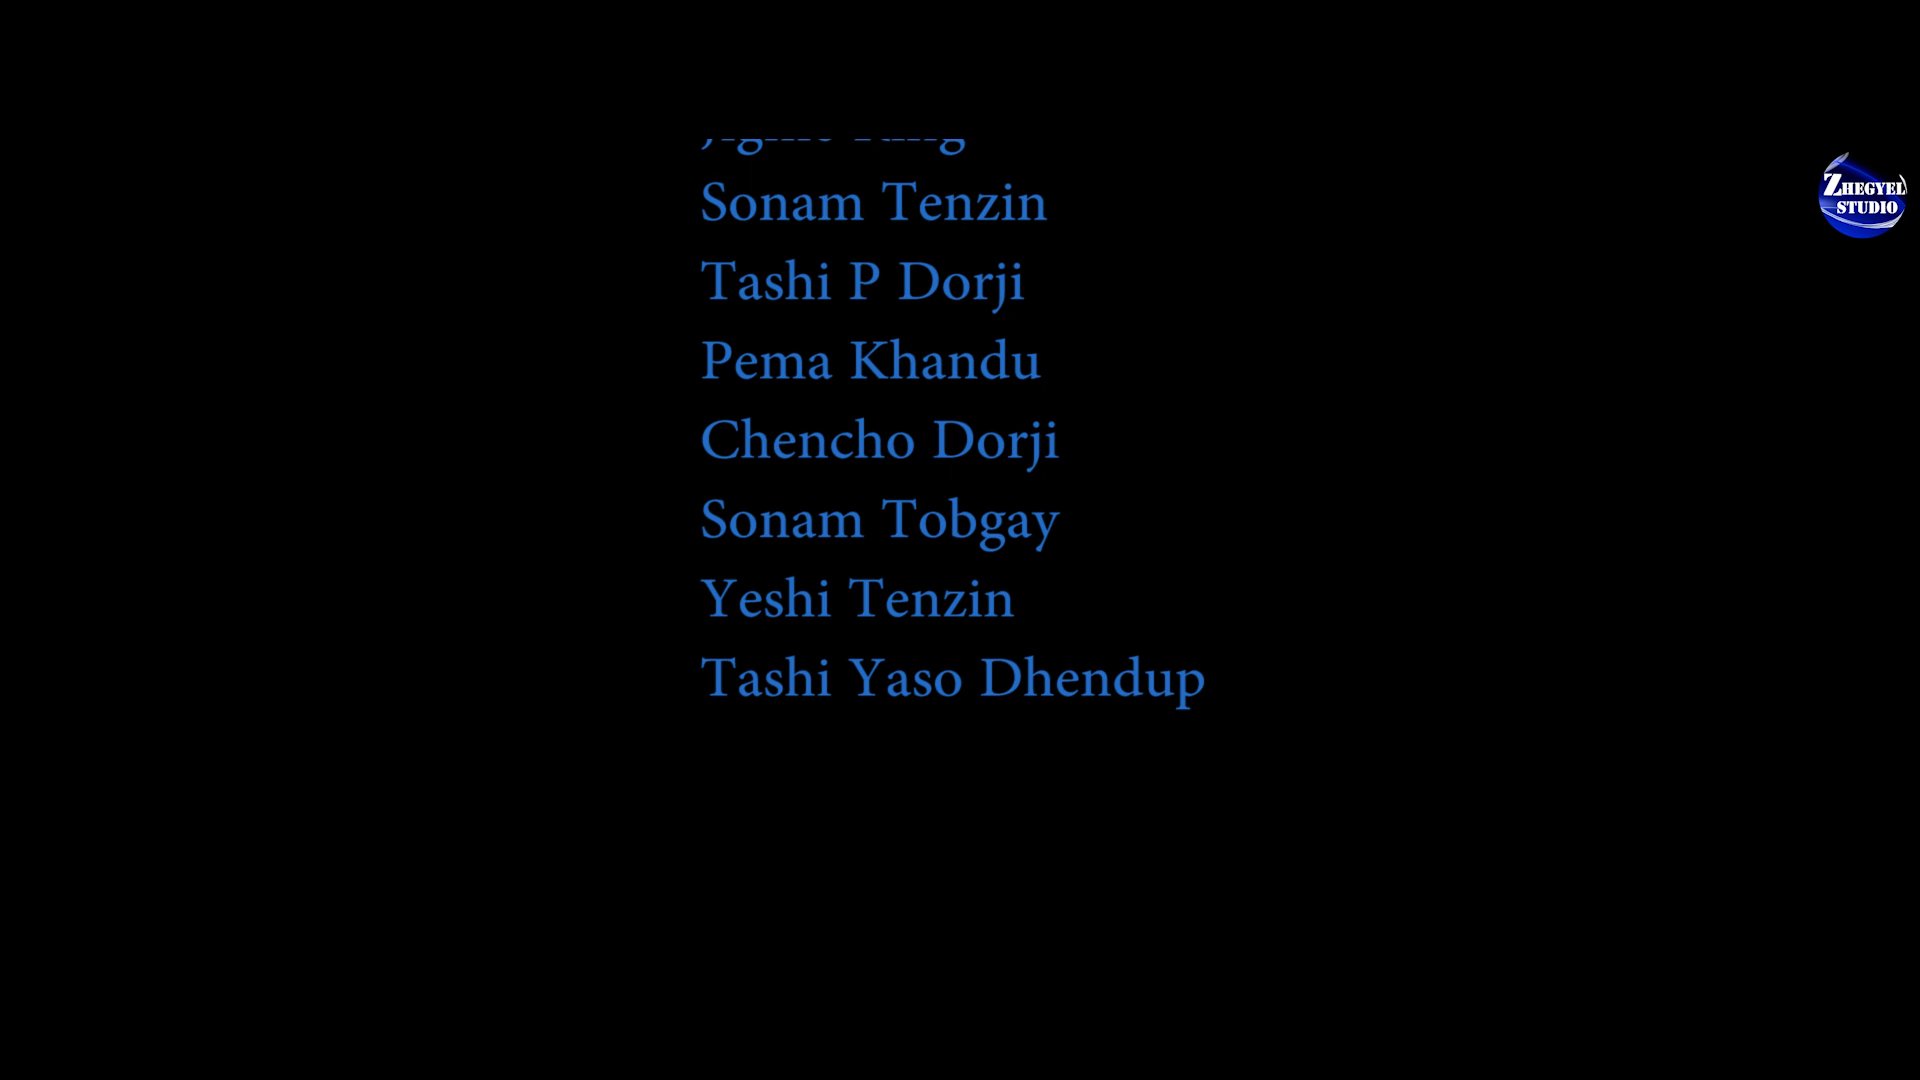 Sonam Tenzin
Tashi P Dorji
Pema Khandu
Chencho Dorji
Sonam Tobgay
Yeshi Tenzin
Tashi Yaso Dhendup
ZHEGYEL
STUDIO